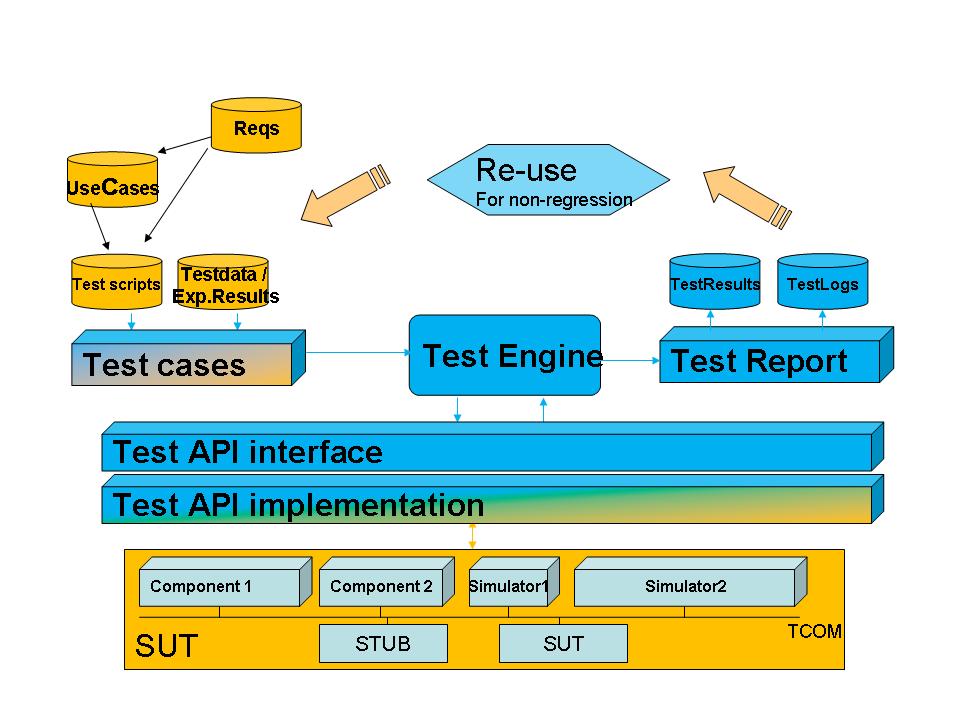 Reqs
Re-use
For non-regression
UseCases
Test scripts
Testdata /
Exp.Results
TestResults
TestLogs
Test cases
Test Engine
Test Report
Test API interface
Test API implementation
Component 1
Component 2
Simulator1
Simulator2
TCOM
SUT
STUB
SUT